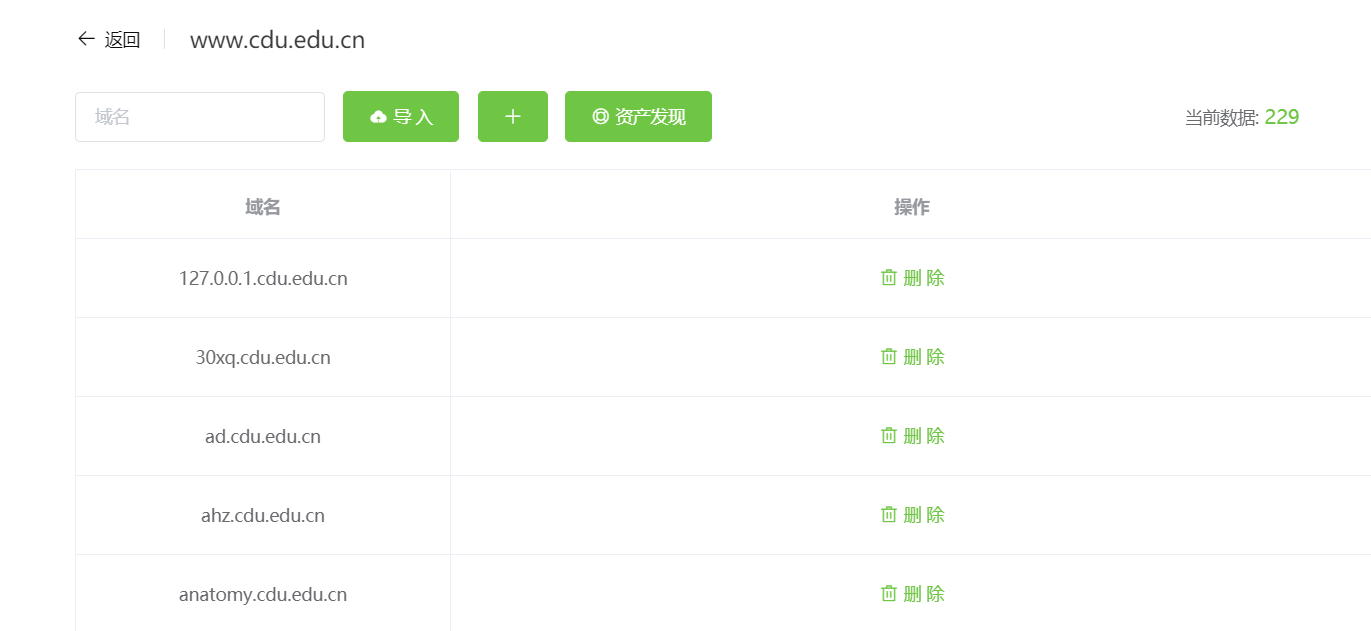 返回 www.cdu.edu.cn
域名 导入 + 资产发现 当前数据: 229
域名 操作
127.0.0.1.cdu.edu.cn 删除
30xq.cdu.edu.cn 删除
ad.cdu.edu.cn 删除
ahz.cdu.edu.cn 删除
anatomy.cdu.edu.cn 删除